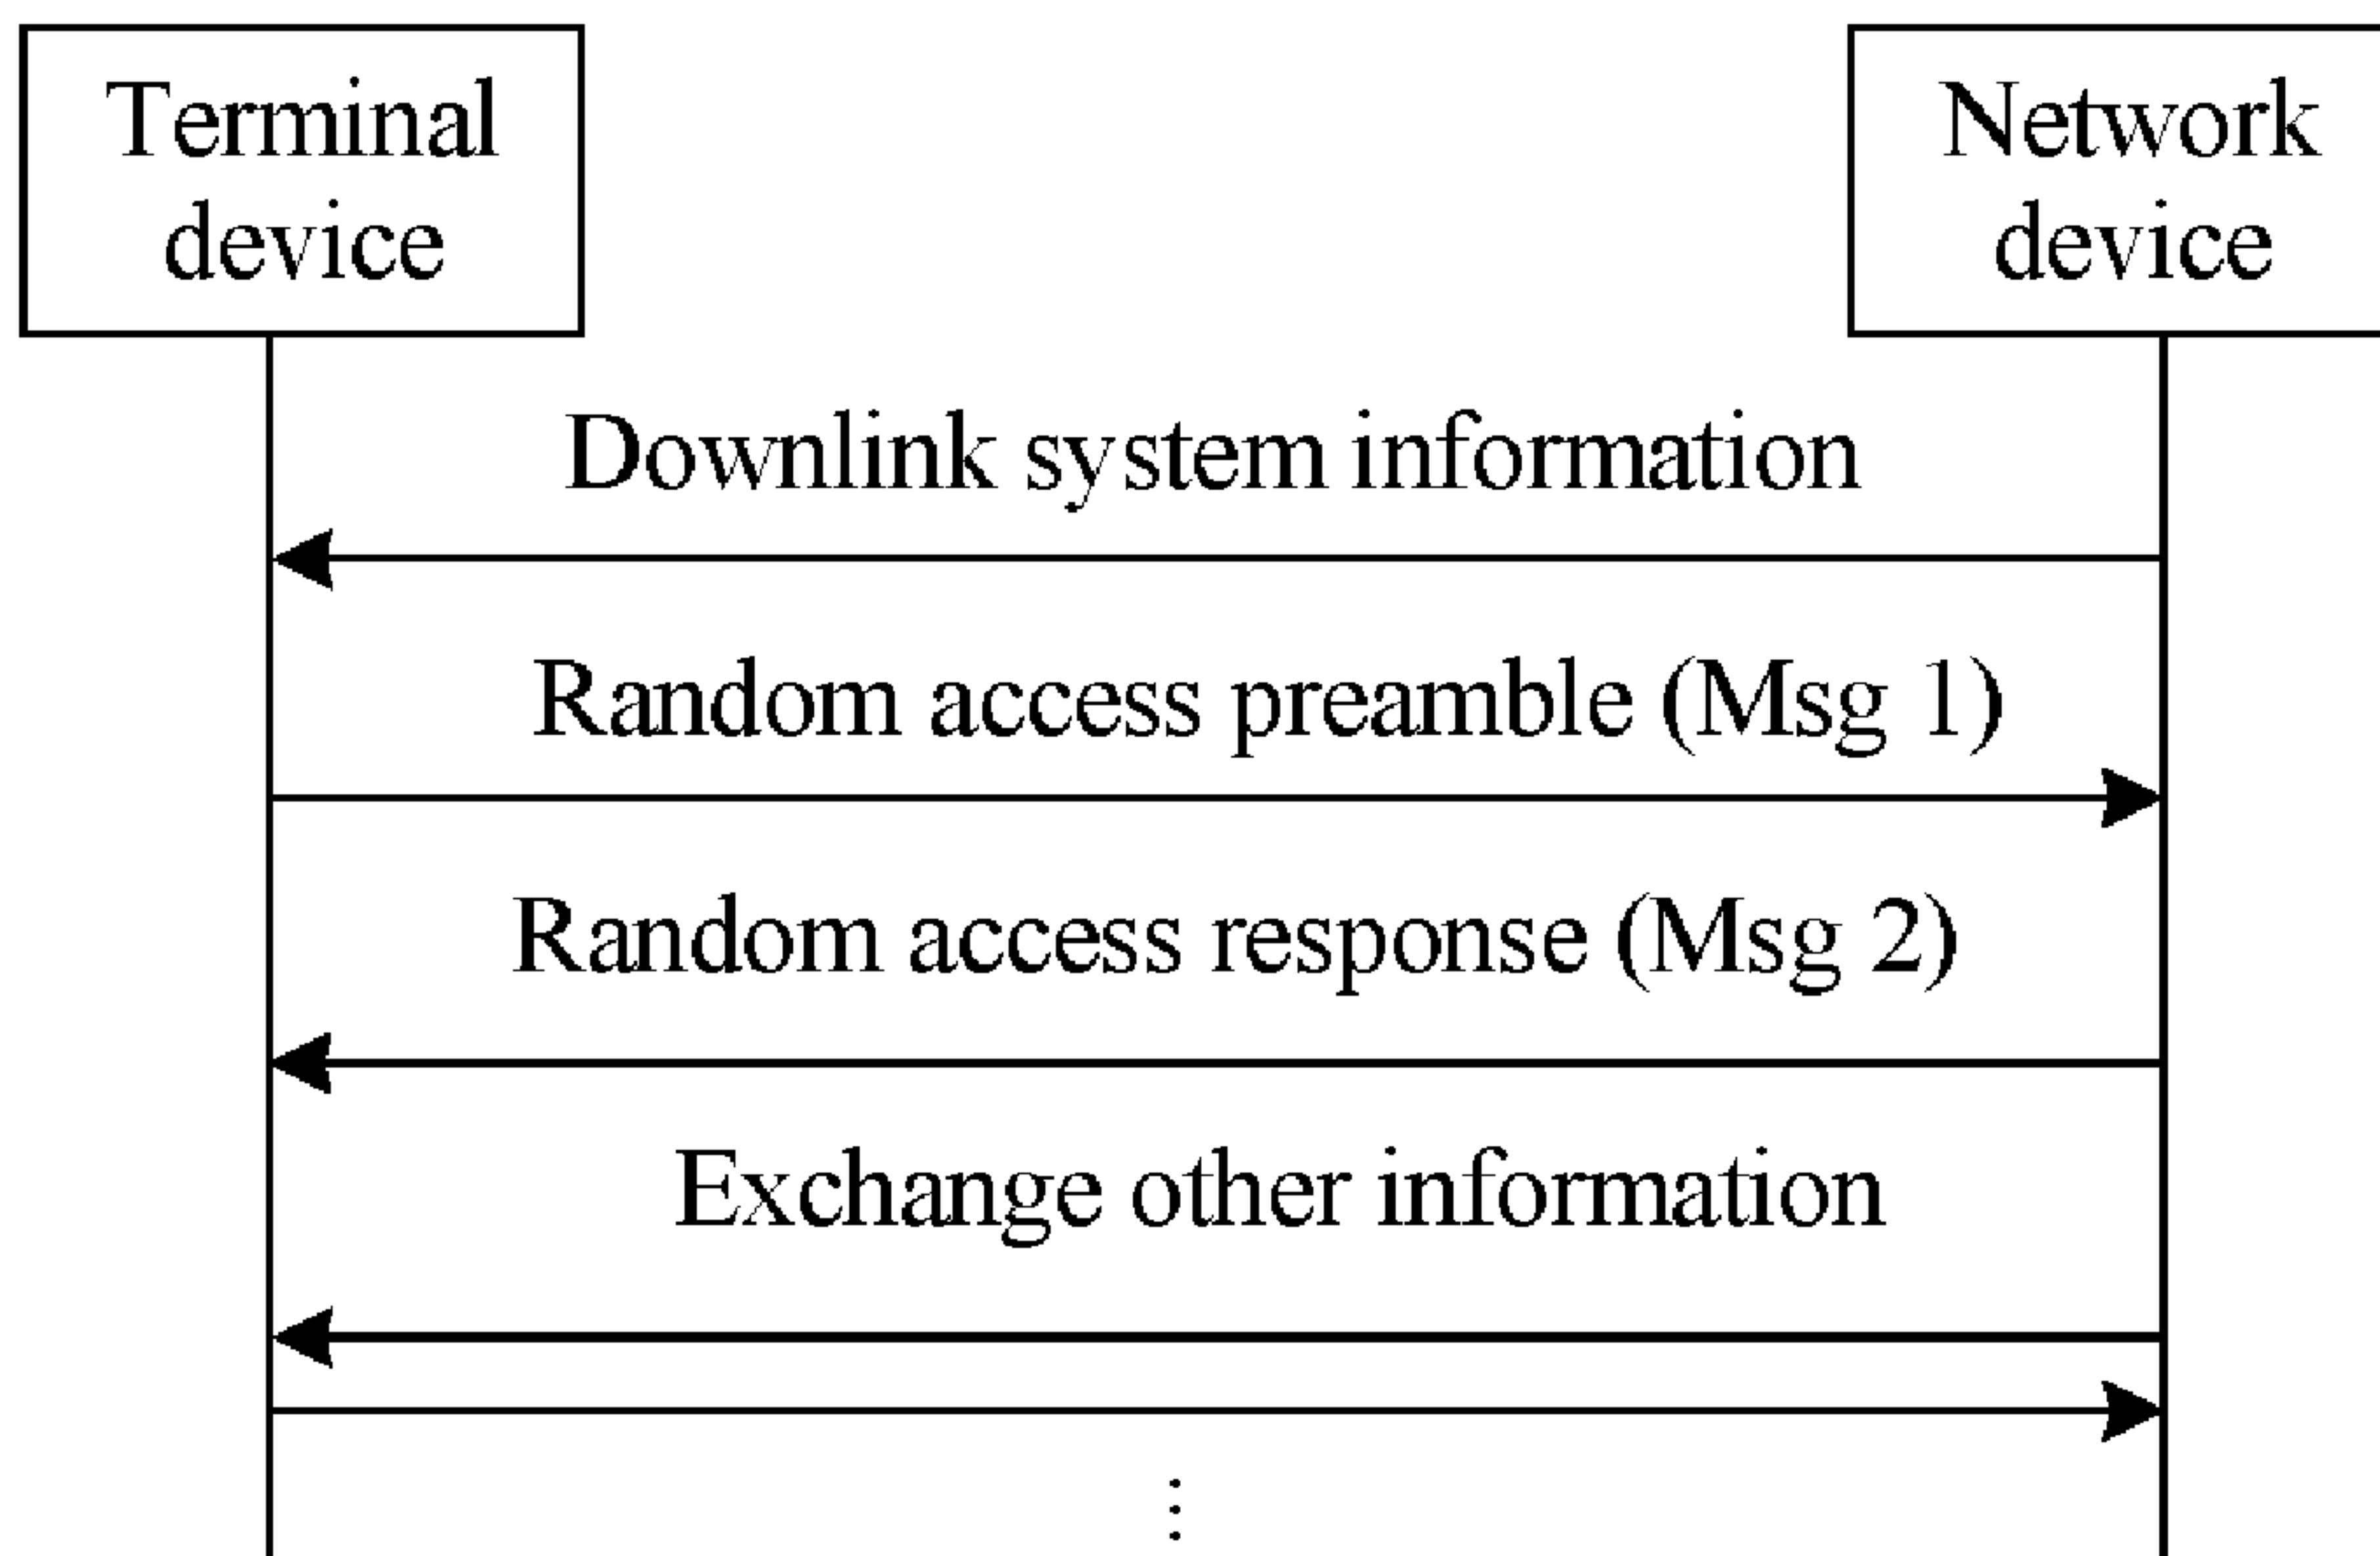 Terminal
device
Network
device
Downlink system information
Random access preamble (Msg 1)
Random access response (Msg 2)
Exchange other information